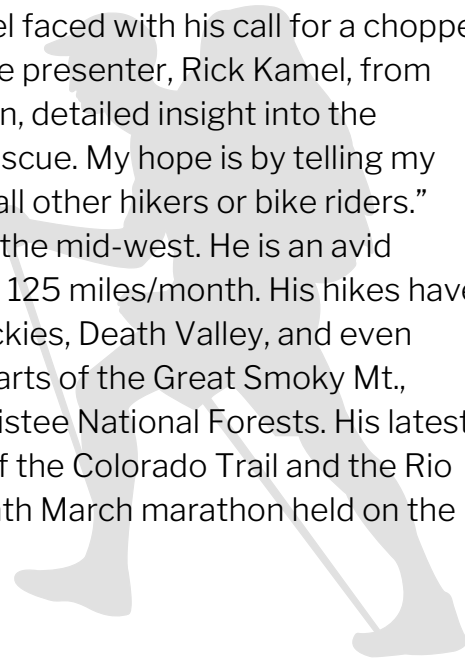 el faced with his call for a choppe
e presenter, Rick Kamel, from
n, detailed insight into the
scue. My hope is by telling my
all other hikers or bike riders.”
the mid-west. He is an avid
125 miles/month. His hikes have
ckies, Death Valley, and even
arts of the Great Smoky Mt.,
istee National Forests. His latest
f the Colorado Trail and the Rio
ath March marathon held on the